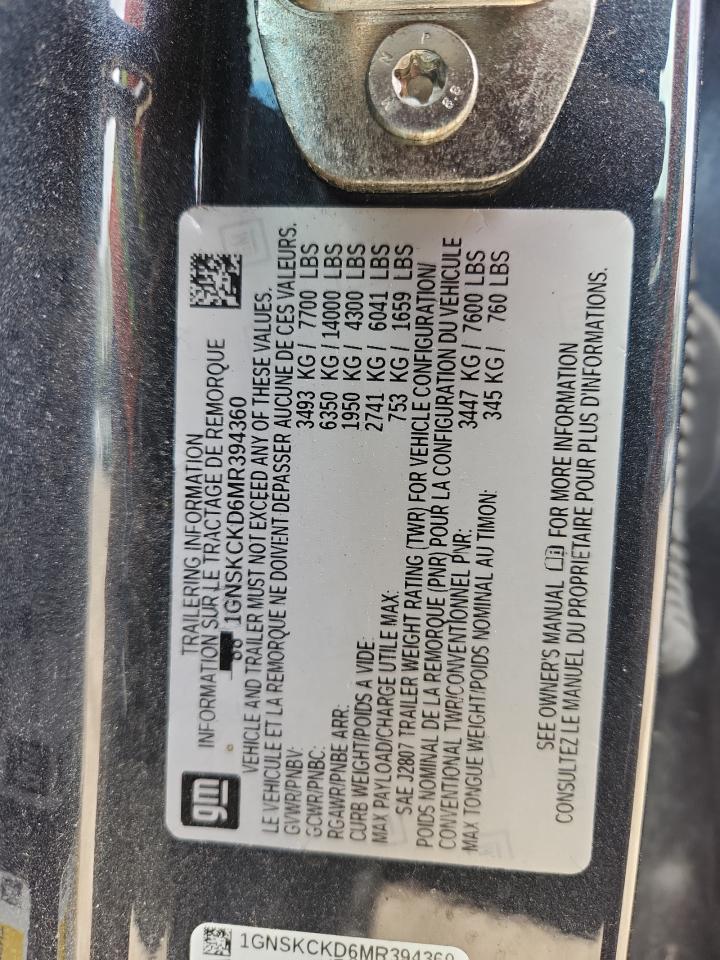 N P
8.8
gm
TRAILERING INFORMATION
INFORMATION SUR LE TRACTAGE DE REMORQUE
1GNSKCKD6MR394360
VEHICLE AND TRAILER MUST NOT EXCEED ANY OF THESE VALUES.
LE VEHICULE ET LA REMORQUE NE DOIVENT DEPASSER AUCUNE DE CES VALEURS.
GVWR/PNBV: 3493 KG / 7700 LBS
GCWR/PNBC: 6350 KG / 14000 LBS
RGAWR/PNBE ARR: 1950 KG / 4300 LBS
CURB WEIGHT/POIDS A VIDE: 2741 KG / 6041 LBS
MAX PAYLOAD/CHARGE UTILE MAX: 753 KG / 1659 LBS
SAE J2807 TRAILER WEIGHT RATING (TWR) FOR VEHICLE CONFIGURATION/
POIDS NOMINAL DE LA REMORQUE (PNR) POUR LA CONFIGURATION DU VEHICULE
CONVENTIONAL TWR/CONVENTIONNEL PNR: 3447 KG / 7600 LBS
MAX TONGUE WEIGHT/POIDS NOMINAL AU TIMON: 345 KG / 760 LBS
SEE OWNER'S MANUAL FOR MORE INFORMATION
CONSULTEZ LE MANUEL DU PROPRIETAIRE POUR PLUS D'INFORMATIONS.
1GNSKCKD6MR394360